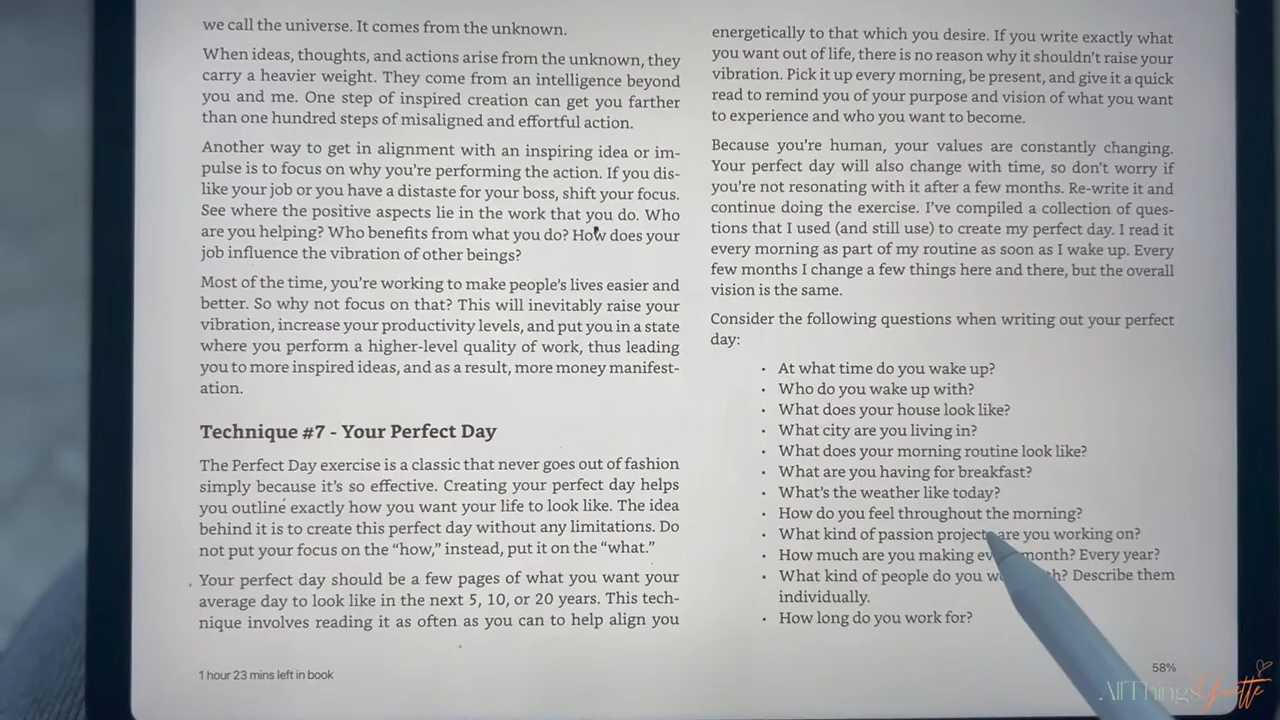 we call the universe. It comes from the unknown.
When ideas, thoughts, and actions arise from the unknown, they
carry a heavier weight. They come from an intelligence beyond
you and me. One step of inspired creation can get you farther
than one hundred steps of misaligned and effortful action.
Another way to get in alignment with an inspiring idea or im-
pulse is to focus on why you're performing the action. If you dis-
like your job or you have a distaste for your boss, shift your focus.
See where the positive aspects lie in the work that you do. Who
are you helping? Who benefits from what you do? How does your
job influence the vibration of other beings?
Most of the time, you're working to make people's lives easier and
better. So why not focus on that? This will inevitably raise your
vibration, increase your productivity levels, and put you in a state
where you perform a higher-level quality of work, thus leading
you to more inspired ideas, and as a result, more money manifest-
ation.
Technique #7 - Your Perfect Day
The Perfect Day exercise is a classic that never goes out of fashion
simply because it's so effective. Creating your perfect day helps
you outline exactly how you want your life to look like. The idea
behind it is to create this perfect day without any limitations. Do
not put your focus on the “how,” instead, put it on the “what.”
Your perfect day should be a few pages of what you want your
average day to look like in the next 5, 10, or 20 years. This tech-
nique involves reading it as often as you can to help align you
1 hour 23 mins left in book
energetically to that which you desire. If you write exactly what
you want out of life, there is no reason why it shouldn't raise your
vibration. Pick it up every morning, be present, and give it a quick
read to remind you of your purpose and vision of what you want
to experience and who you want to become.
Because you're human, your values are constantly changing.
Your perfect day will also change with time, so don't worry if
you're not resonating with it after a few months. Re-write it and
continue doing the exercise. I've compiled a collection of ques-
tions that I used (and still use) to create my perfect day. I read it
every morning as part of my routine as soon as I wake up. Every
few months I change a few things here and there, but the overall
vision is the same.
Consider the following questions when writing out your perfect
day:
• At what time do you wake up?
• Who do you wake up with?
• What does your house look like?
• What city are you living in?
• What does your morning routine look like?
• What are you having for breakfast?
• What's the weather like today?
• How do you feel throughout the morning?
• What kind of passion projects are you working on?
• How much are you making month? Every year?
• What kind of people do you Describe them
individually.
• How long do you work for?
58%
AllThingsYvette